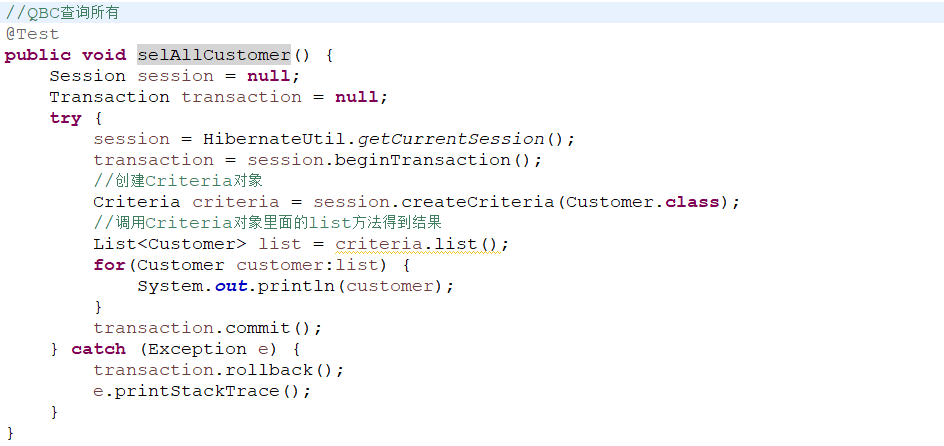 //QBC查询所有
@Test
public void selAllCustomer() {
    Session session = null;
    Transaction transaction = null;
    try {
        session = HibernateUtil.getCurrentSession();
        transaction = session.beginTransaction();
        //创建Criteria对象
        Criteria criteria = session.createCriteria(Customer.class);
        //调用Criteria对象里面的list方法得到结果
        List<Customer> list = criteria.list();
        for(Customer customer:list) {
            System.out.println(customer);
        }
        transaction.commit();
    } catch (Exception e) {
        transaction.rollback();
        e.printStackTrace();
    }
}